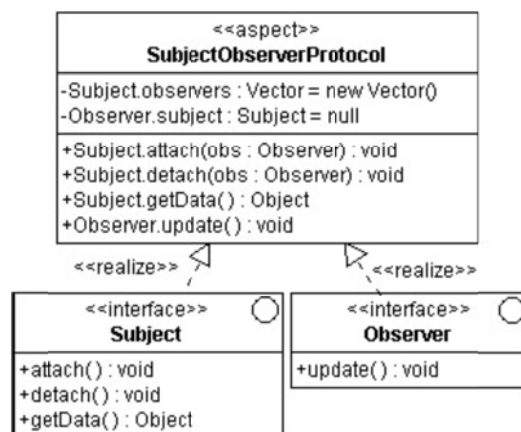 <<aspect>>
SubjectObserverProtocol
-Subject.observers : Vector = new Vector()
-Observer.subject : Subject = null
+Subject.attach(obs : Observer) : void
+Subject.detach(obs : Observer) : void
+Subject.getData() : Object
+Observer.update() : void
<<realize>>
<<realize>>
<<interface>>
Subject
+attach() : void
+detach() : void
+getData() : Object
<<interface>>
Observer
+update() : void